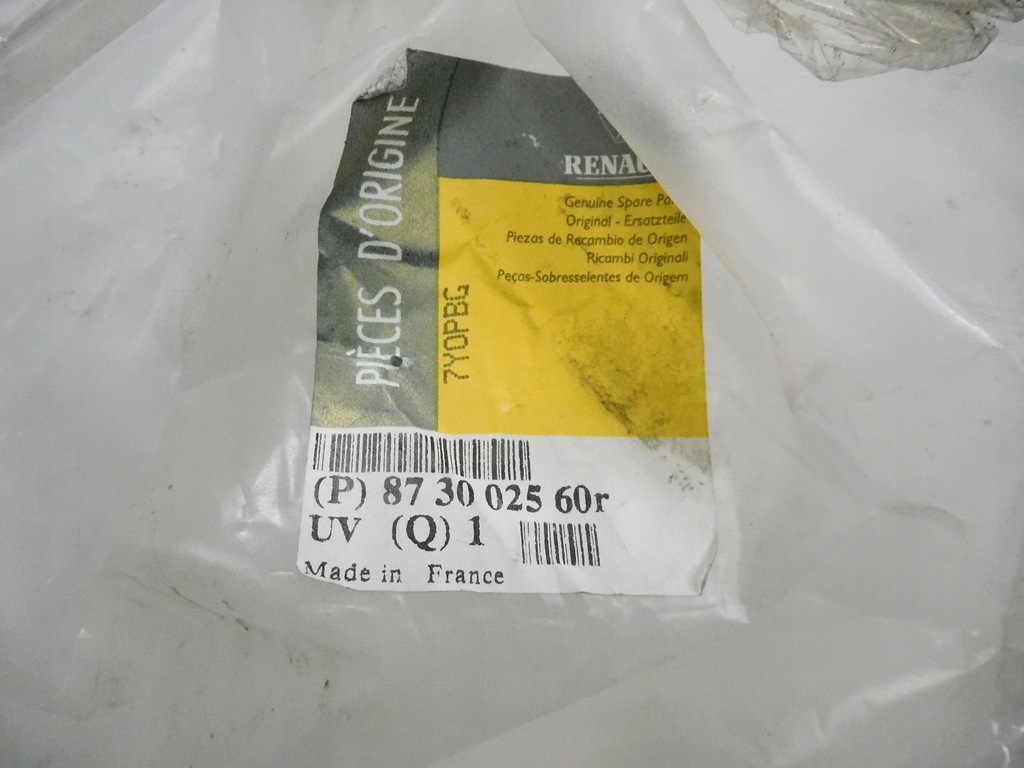 PIÈCES D'ORIGINE
RENAU
Genuine Spare Pa
Original - Ersatzteile
Piezas de Recambio de Origen
Ricambi Originali
Peças-Sobresselentes de Origem
7YOPBG
(P) 87 30 025 60r
UV (Q) 1
Made in France